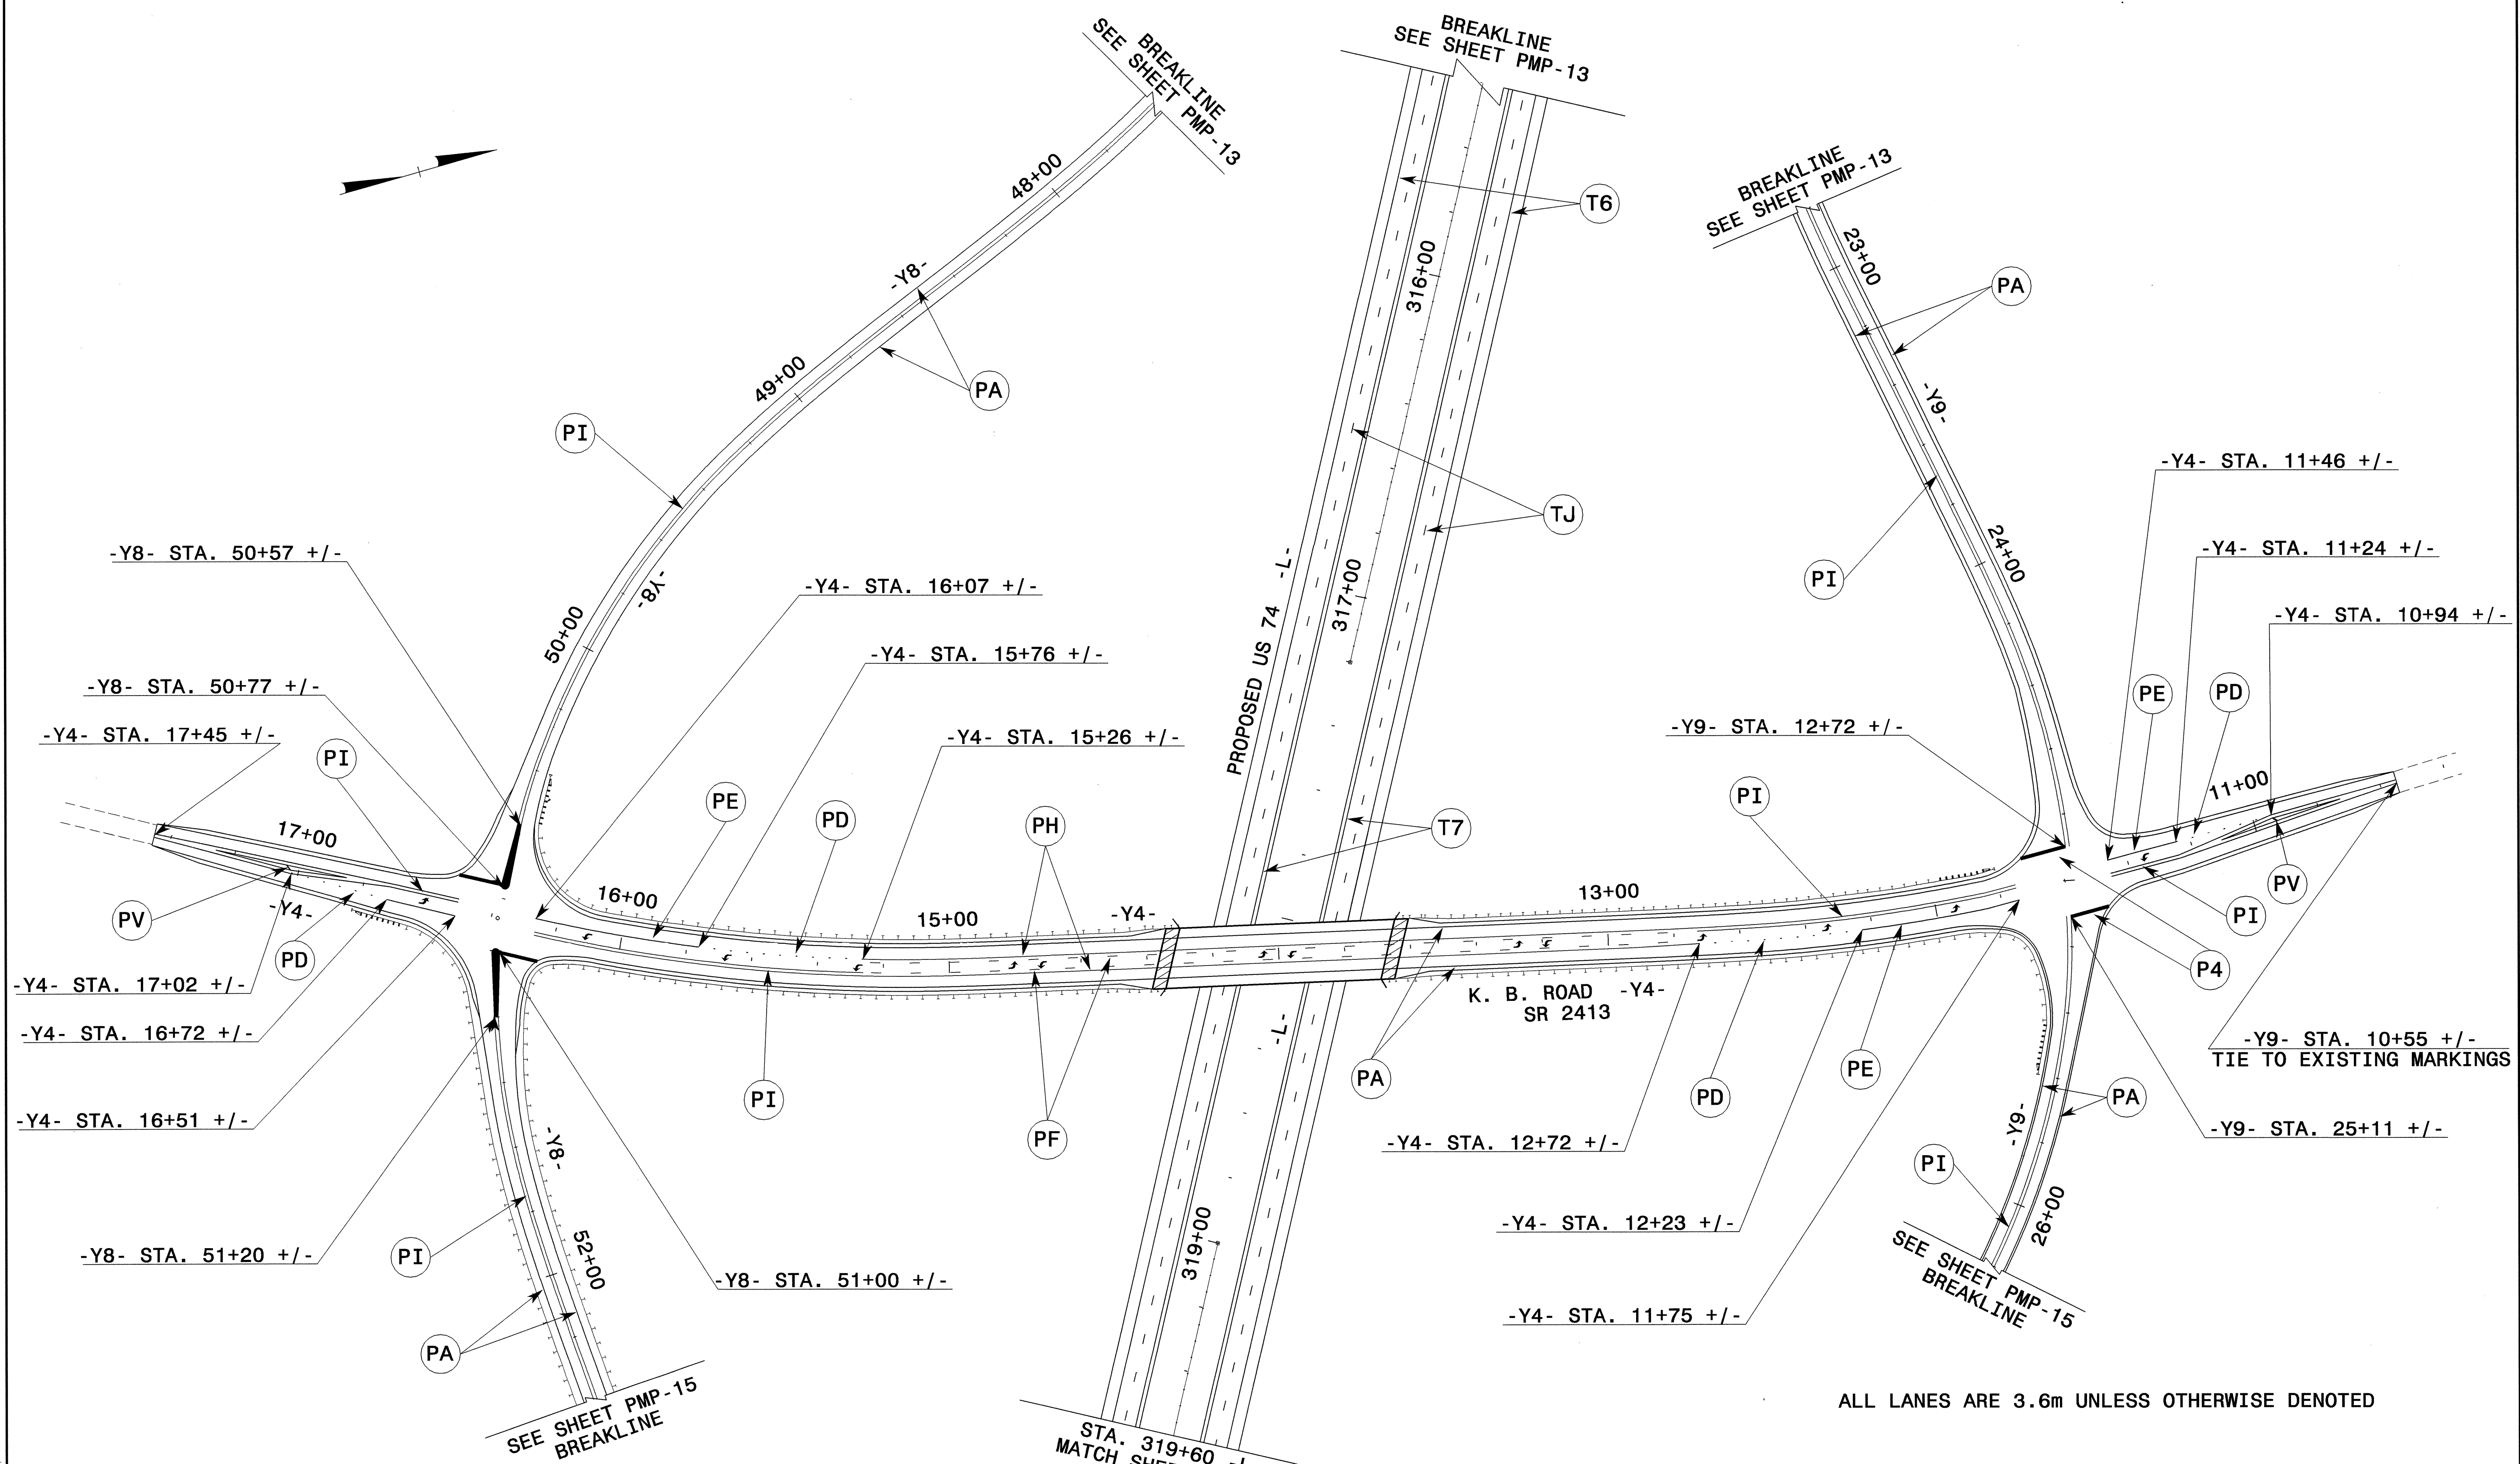 BREAKLINE
SEE SHEET PMP-13
BREAKLINE
SEE SHEET PMP-13
BREAKLINE
SEE SHEET PMP-13
48+00
T6
-Y8-
316+00
23+00
PA
49+00
PA
-Y9-
PI
-Y4- STA. 11+46 +/-
TJ
24+00
-Y8- STA. 50+57 +/-
-Y4- STA. 11+24 +/-
-Y8-
-L-
317+00
PI
-Y4- STA. 16+07 +/-
50+00
-Y4- STA. 10+94 +/-
-Y4- STA. 15+76 +/-
PROPOSED US 74
-Y8- STA. 50+77 +/-
PE
PD
-Y4- STA. 17+45 +/-
-Y4- STA. 15+26 +/-
-Y9- STA. 12+72 +/-
PI
PI
11+00
PE
PD
PH
T7
17+00
16+00
15+00
-Y4-
13+00
PV
PV
-Y4-
PI
PD
P4
-Y4- STA. 17+02 +/-
K. B. ROAD -Y4-
SR 2413
-L-
-Y4- STA. 16+72 +/-
-Y9- STA. 10+55 +/-
TIE TO EXISTING MARKINGS
PI
PA
PD
PE
PA
-Y4- STA. 16+51 +/-
PF
-Y4- STA. 12+72 +/-
-Y9-
-Y9- STA. 25+11 +/-
-Y8-
PI
319+00
-Y4- STA. 12+23 +/-
26+00
-Y8- STA. 51+20 +/-
PI
52+00
-Y8- STA. 51+00 +/-
SEE SHEET PMP-15
BREAKLINE
-Y4- STA. 11+75 +/-
PA
SEE SHEET PMP-15
BREAKLINE
ALL LANES ARE 3.6m UNLESS OTHERWISE DENOTED
STA. 319+60
MATCH